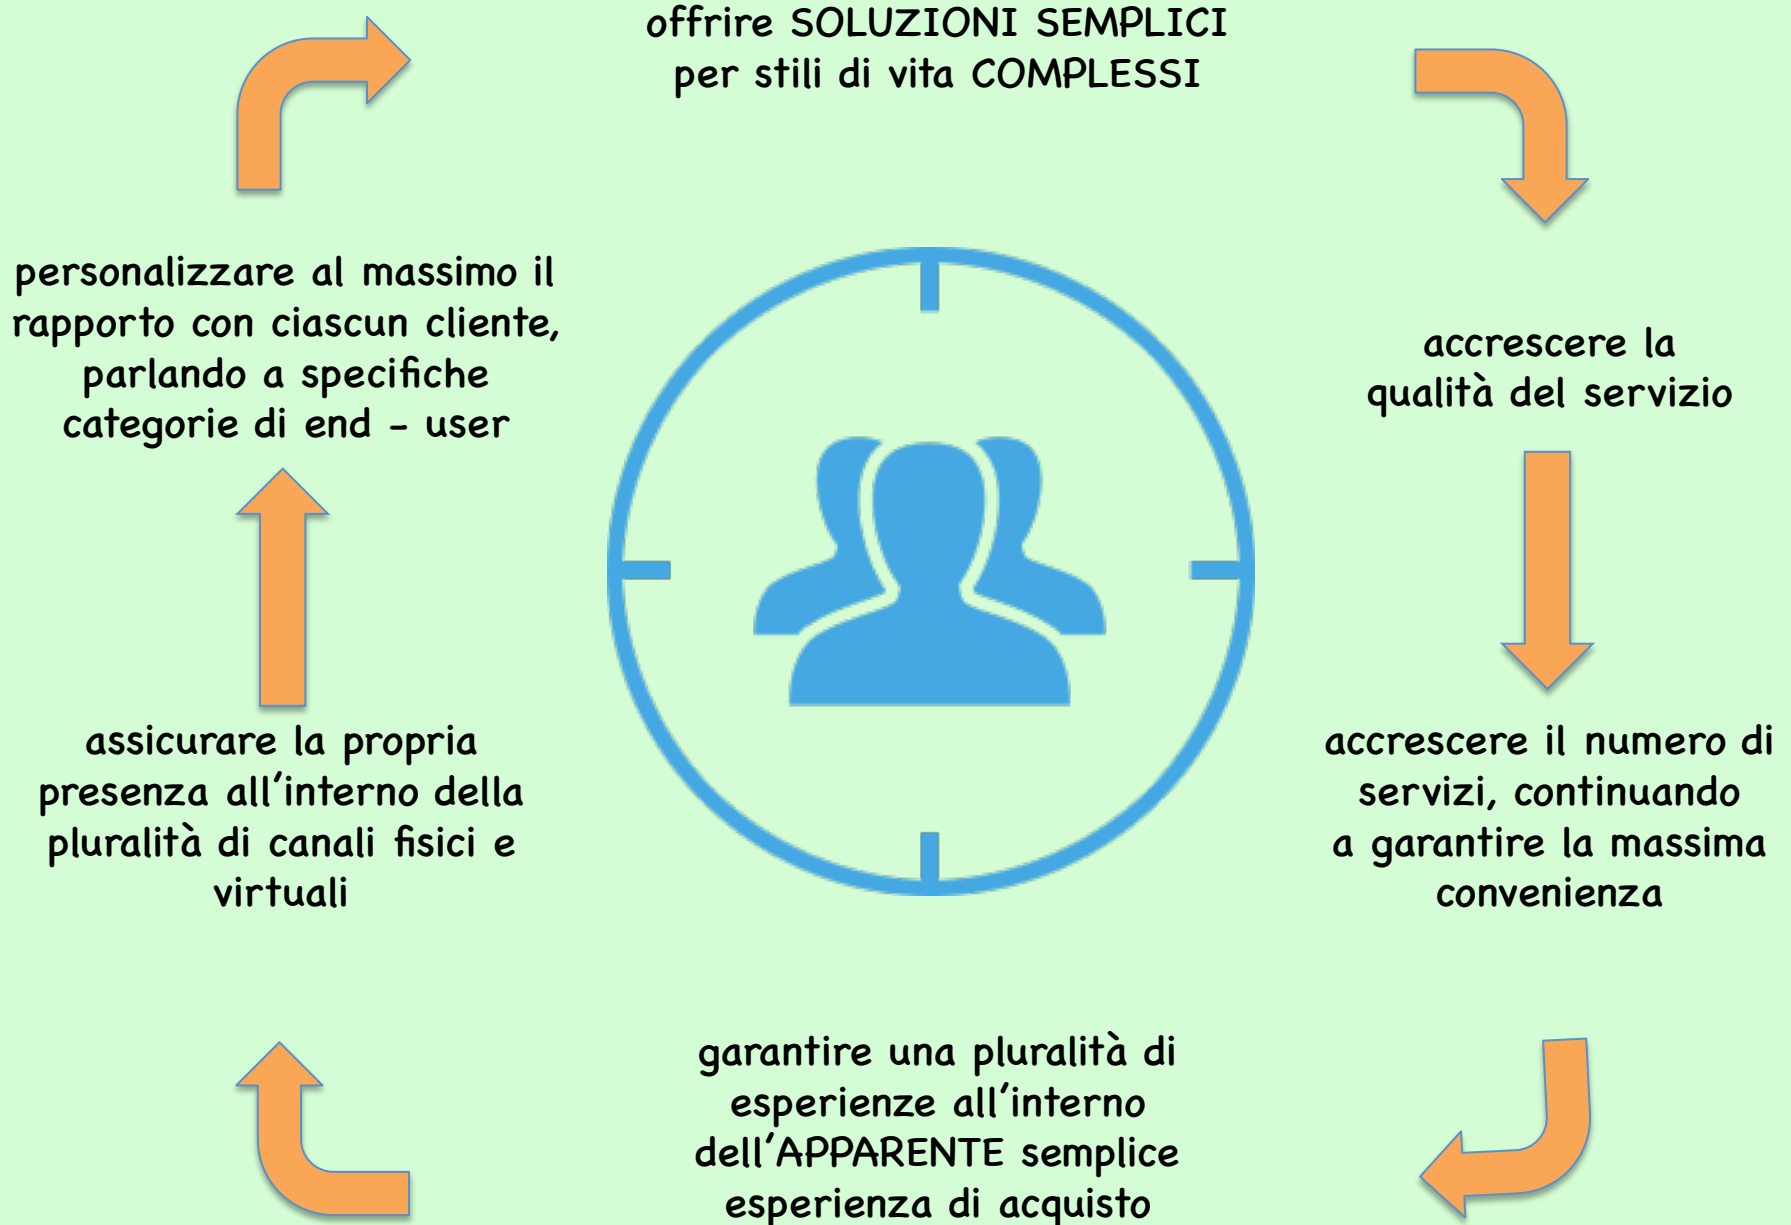 offrire SOLUZIONI SEMPLICI
per stili di vita COMPLESSI
personalizzare al massimo il
rapporto con ciascun cliente,
parlando a specifiche
categorie di end - user
accrescere la
qualità del servizio
assicurare la propria
presenza all'interno della
pluralità di canali fisici e
virtuali
accrescere il numero di
servizi, continuando
a garantire la massima
convenienza
garantire una pluralità di
esperienze all'interno
dell'APPARENTE semplice
esperienza di acquisto